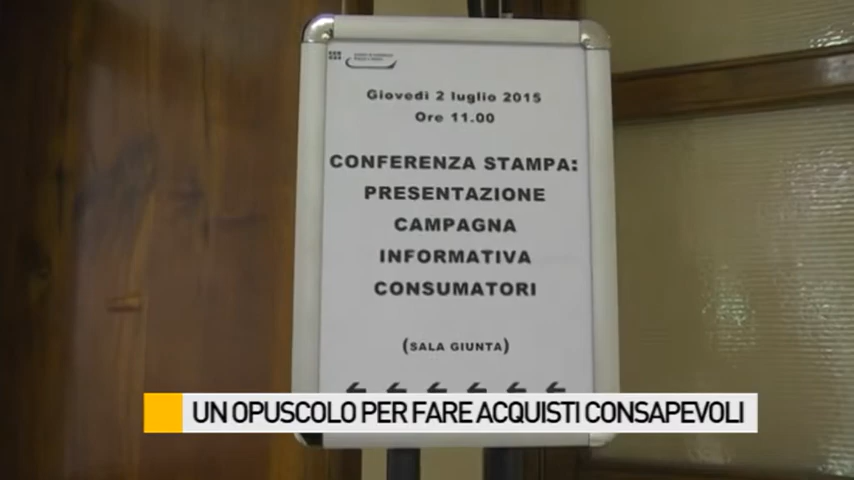 Giovedì 2 luglio 2015
Ore 11.00
CONFERENZA STAMPA:
PRESENTAZIONE
CAMPAGNA
INFORMATIVA
CONSUMATORI
(SALA GIUNTA)
UN OPUSCOLO PER FARE ACQUISTI CONSAPEVOLI